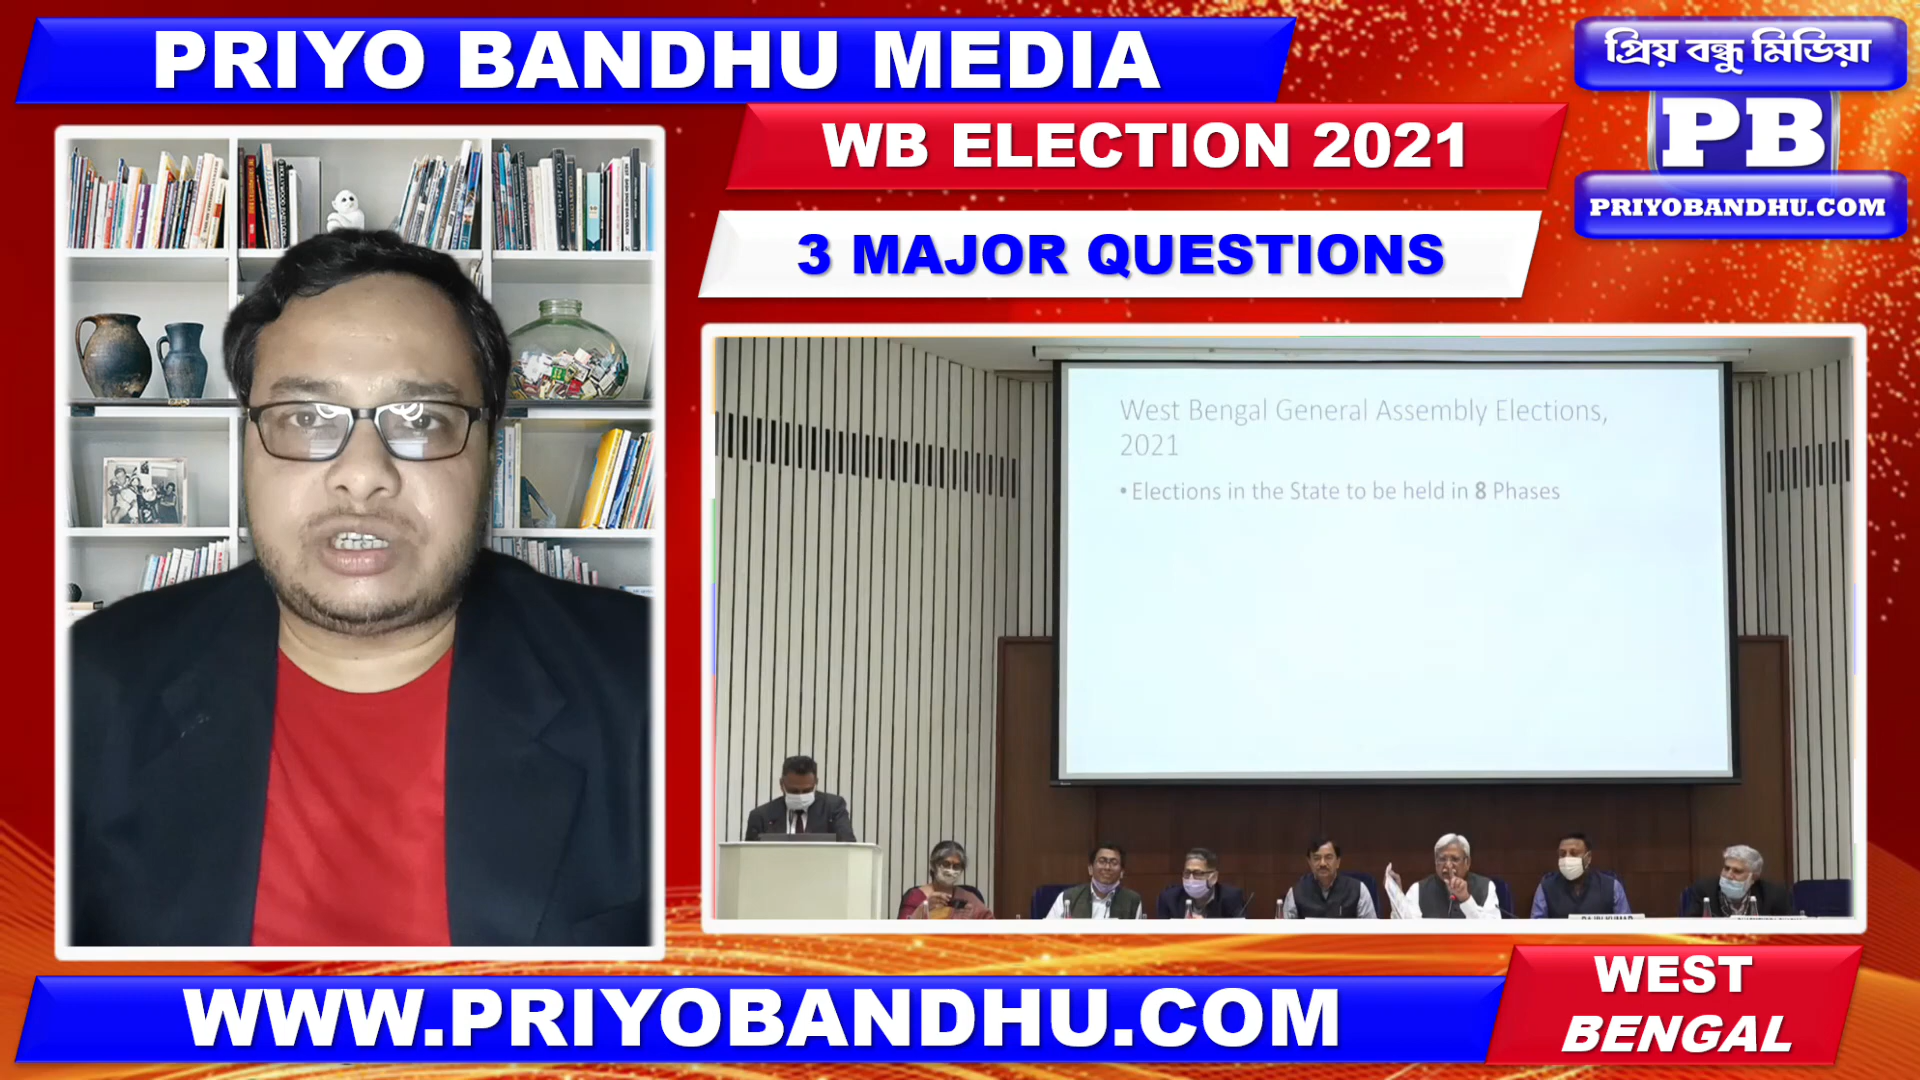 PRIYO BANDHU MEDIA
প্রিয় বন্ধু মিডিয়া
PB
PRIYOBANDHU.COM
WB ELECTION 2021
3 MAJOR QUESTIONS
West Bengal General Assembly Elections,
2021
• Elections in the State to be held in 8 Phases
WWW.PRIYOBANDHU.COM
WEST
BENGAL